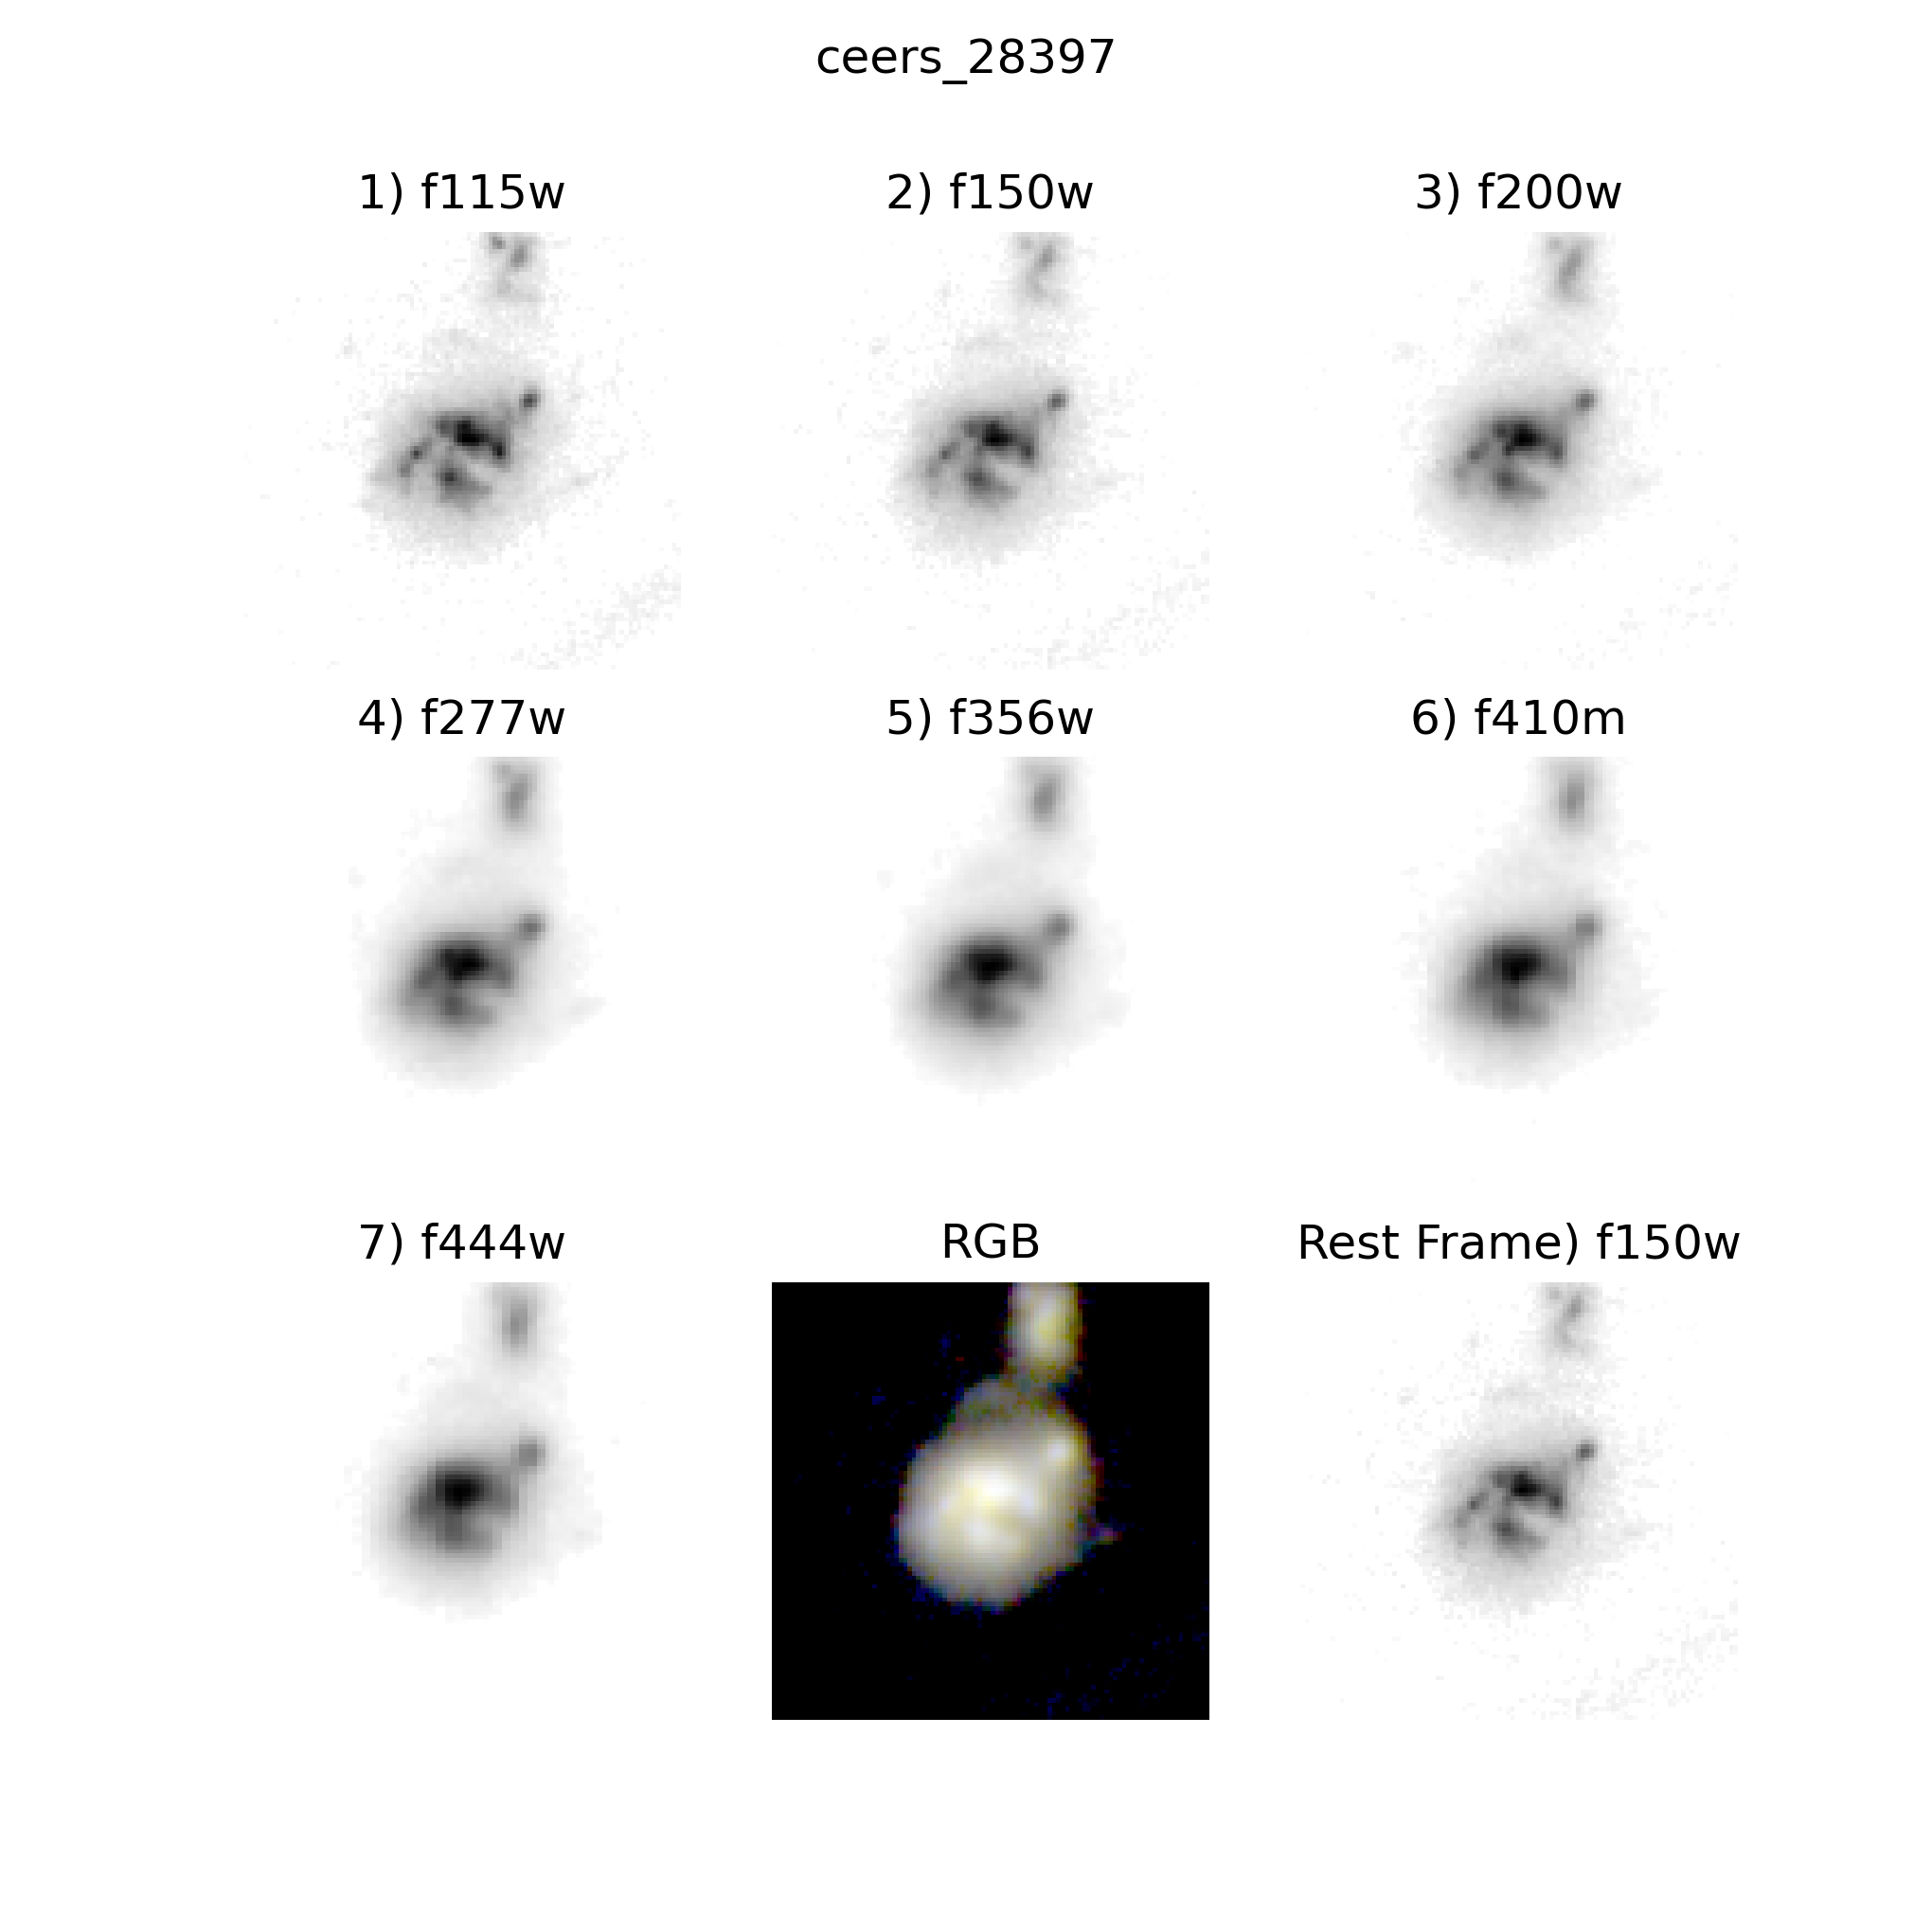 ceers_28397
1) f115w
2) f150w
3) f200w
4) f277w
5) f356w
6) f410m
7) f444w
RGB
Rest Frame) f150w